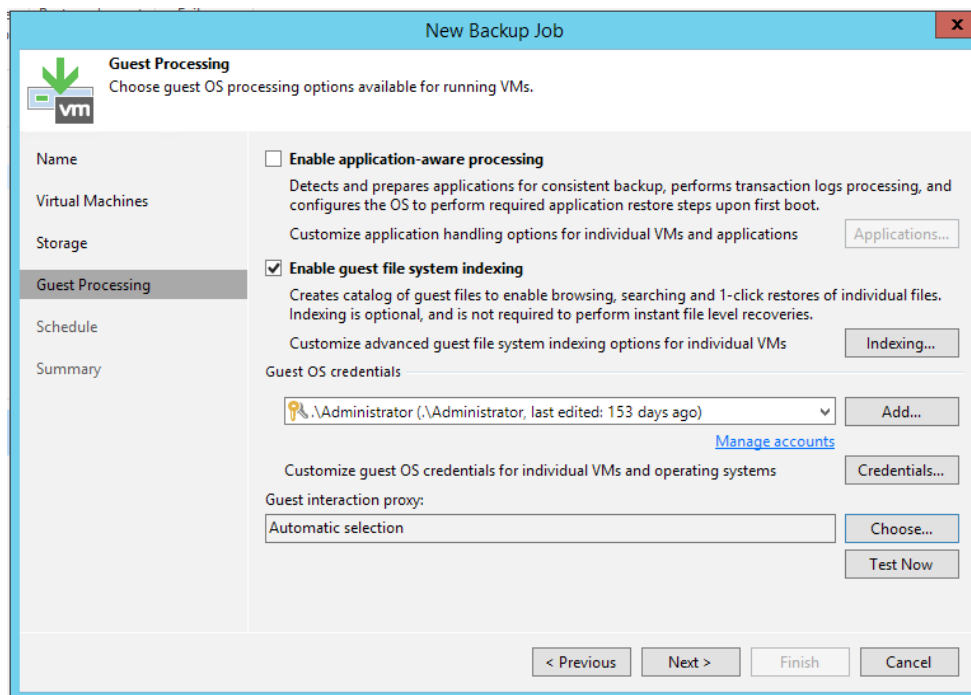 New Backup Job
x
Guest Processing
Choose guest OS processing options available for running VMs.
vm
Name
Virtual Machines
Storage
Guest Processing
Schedule
Summary
Enable application-aware processing
Detects and prepares applications for consistent backup, performs transaction logs processing, and
configures the OS to perform required application restore steps upon first boot.
Customize application handling options for individual VMs and applications
Applications...
Enable guest file system indexing
Creates catalog of guest files to enable browsing, searching and 1-click restores of individual files.
Indexing is optional, and is not required to perform instant file level recoveries.
Customize advanced guest file system indexing options for individual VMs
Indexing...
Guest OS credentials
.\Administrator (.\Administrator, last edited: 153 days ago)
Add...
Manage accounts
Customize guest OS credentials for individual VMs and operating systems
Credentials...
Guest interaction proxy:
Automatic selection
Choose...
Test Now
< Previous
Next >
Finish
Cancel